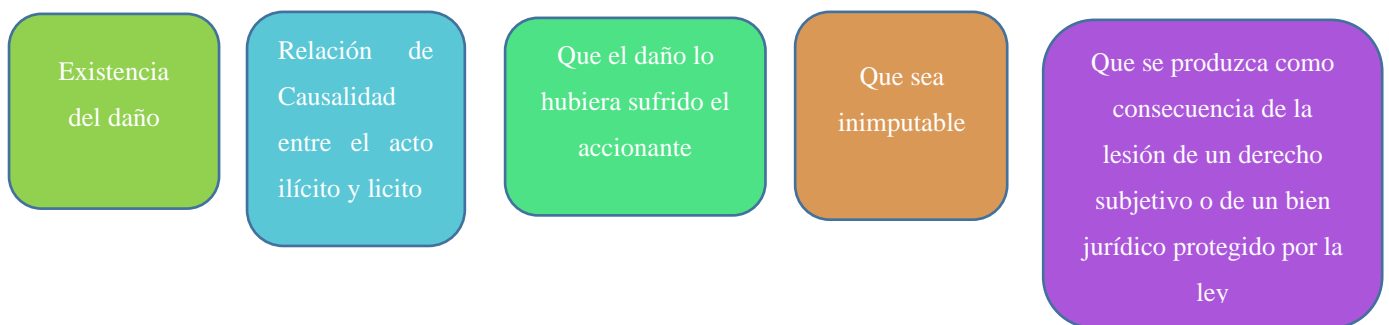 Existencia
del daño
Relación de
Causalidad
entre el acto
ilícito y licito
Que el daño lo
hubiera sufrido el
accionante
Que sea
inimputable
Que se produzca como
consecuencia de la
lesión de un derecho
subjetivo o de un bien
jurídico protegido por la
ley